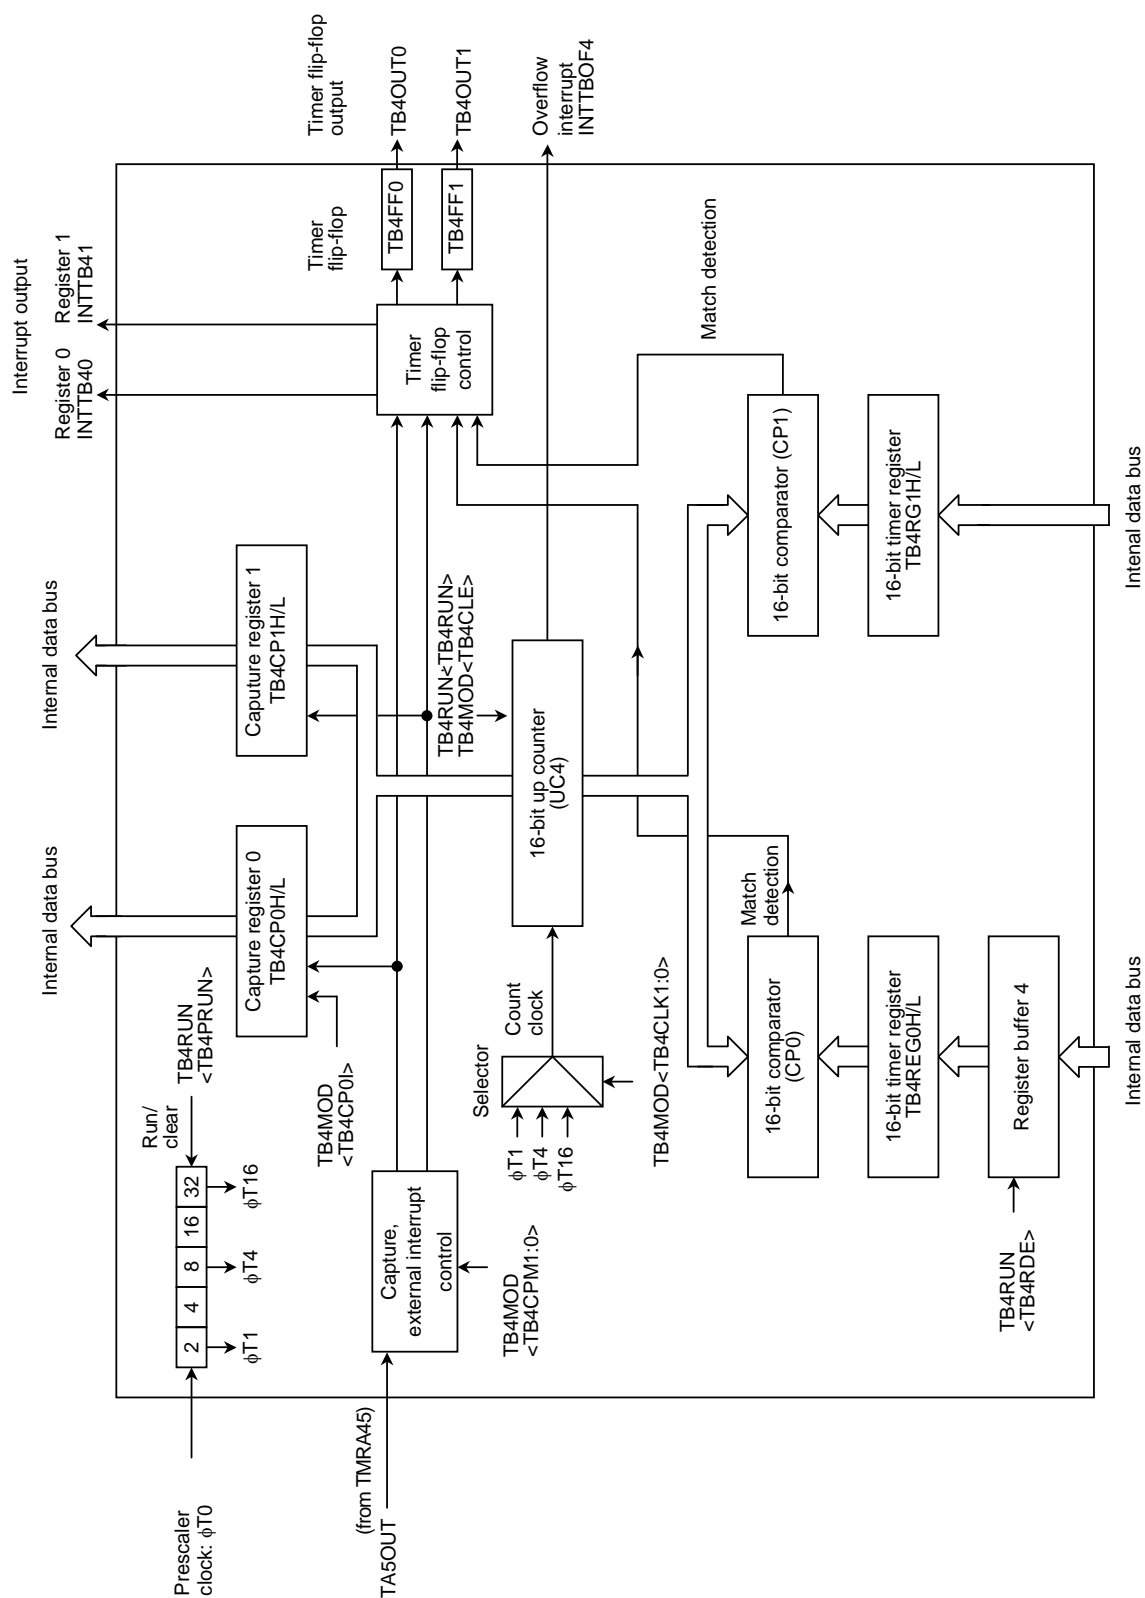 Prescaler
clock: ϕT0
2
4
8
16
32
Run/
clear
TB4RUN
<TB4PRUN>
ϕT1
ϕT4
ϕT16
Internal data bus
Internal data bus
Interrupt output
Register 0
INTTB40
Register 1
INTTB41
Capture register 0
TB4CP0H/L
Caputure register 1
TB4CP1H/L
TB4MOD
<TB4CP0I>
(from TMRA45)
TA5OUT
Capture,
external interrupt
control
TB4MOD
<TB4CPM1:0>
Timer
flip-flop
control
Timer
flip-flop
TB4FF0
TB4FF1
Timer flip-flop
output
TB4OUT0
TB4OUT1
TB4RUN<TB4RUN>
TB4MOD<TB4CLE>
Selector
ϕT1
ϕT4
ϕT16
Count
clock
TB4MOD<TB4CLK1:0>
16-bit up counter
(UC4)
Overflow
interrupt
INTTBOF4
Match
detection
Match detection
16-bit comparator
(CP0)
16-bit comparator (CP1)
16-bit timer register
TB4REG0H/L
16-bit timer register
TB4RG1H/L
Register buffer 4
TB4RUN
<TB4RDE>
Internal data bus
Intenal data bus